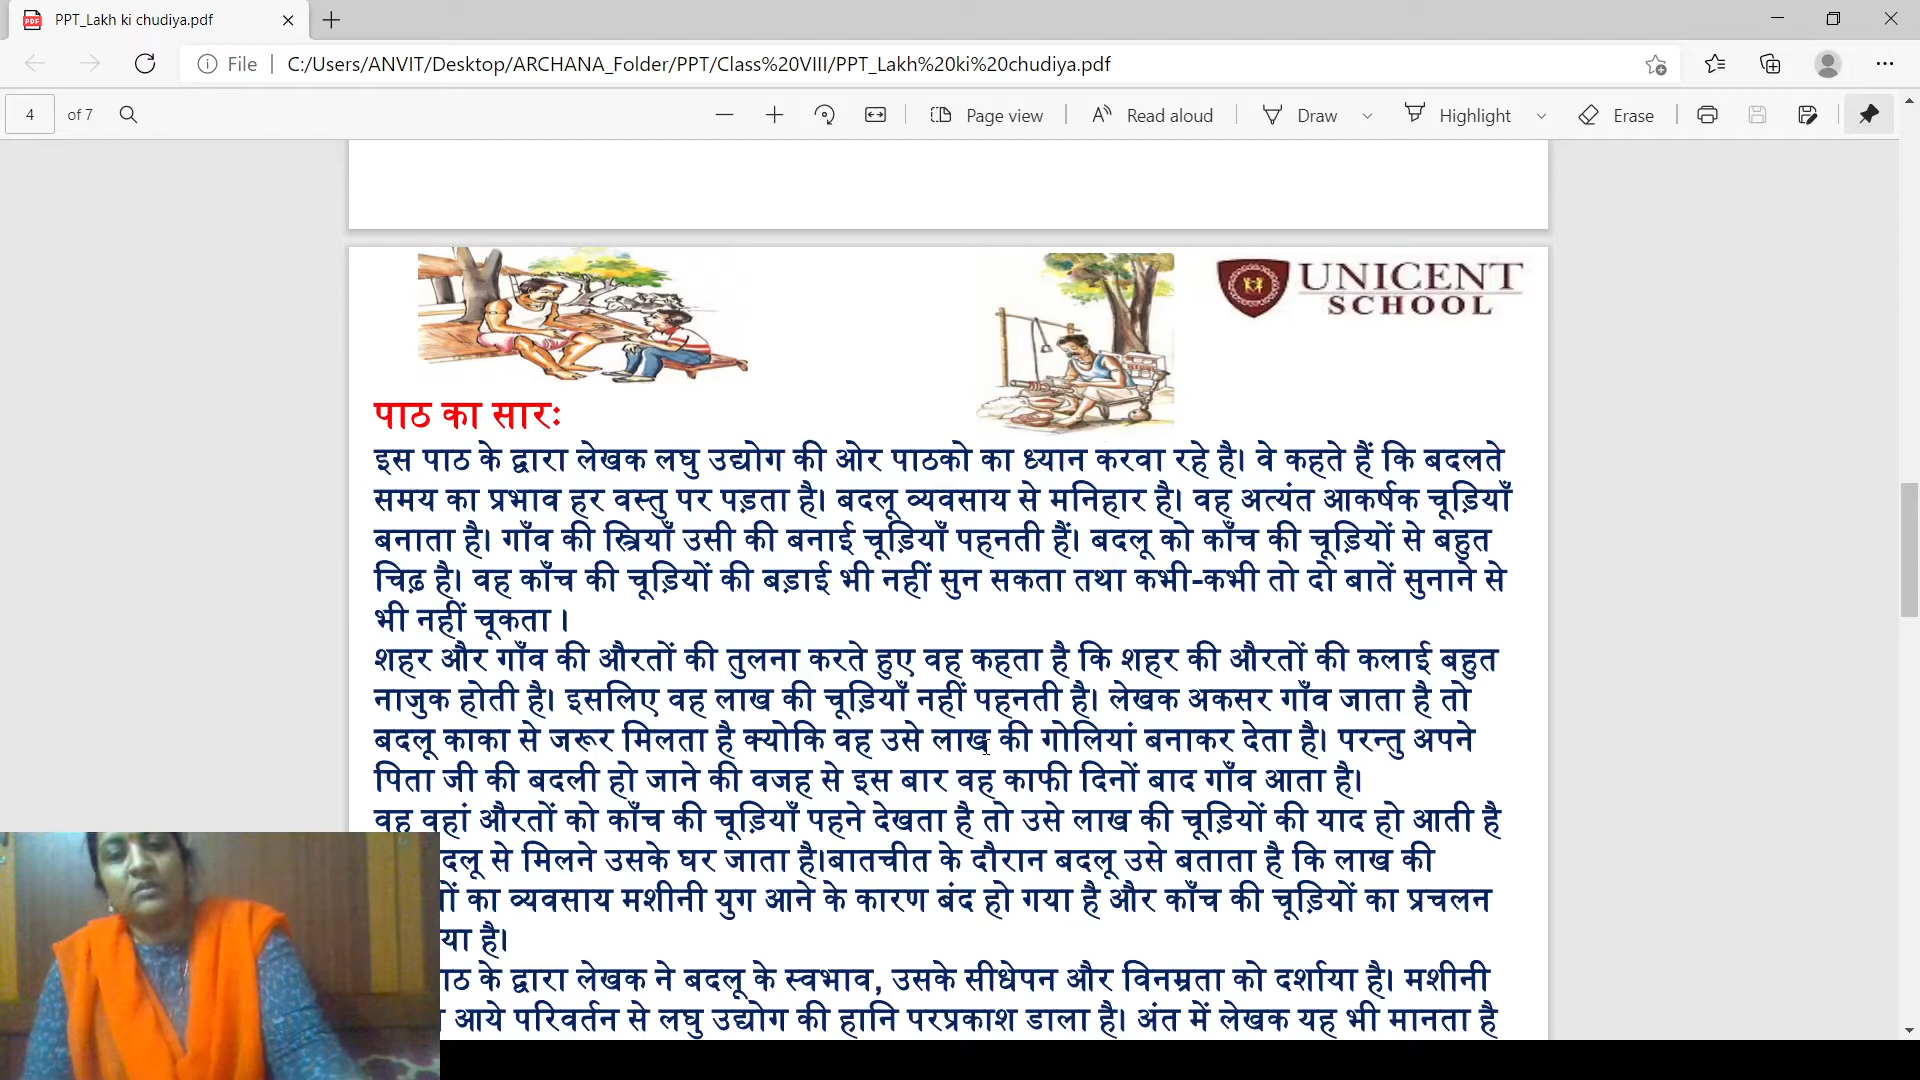 PPT_Lakh ki chudiya.pdf
File
C:/Users/ANVIT/Desktop/ARCHANA_Folder/PPT/Class%20VIII/PPT_Lakh%20ki%20chudiya.pdf
4 of 7
Page view
Read aloud
Draw
Highlight
Erase
UNICENT
SCHOOL
पाठ का सारः
इस पाठ के द्वारा लेखक लघु उद्योग की ओर पाठको का ध्यान करवा रहे है। वे कहते हैं कि बदलते
समय का प्रभाव हर वस्तु पर पड़ता है। बदलू व्यवसाय से मनिहार है। वह अत्यंत आकर्षक चूड़ियाँ
बनाता है। गाँव की स्त्रियाँ उसी की बनाई चूड़ियाँ पहनती हैं। बदलू को काँच की चूड़ियों से बहुत
चिढ़ है। वह काँच की चूड़ियों की बड़ाई भी नहीं सुन सकता तथा कभी-कभी तो दो बातें सुनाने से
भी नहीं चूकता ।
शहर और गाँव की औरतों की तुलना करते हुए वह कहता है कि शहर की औरतों की कलाई बहुत
नाजुक होती है। इसलिए वह लाख की चूड़ियाँ नहीं पहनती है। लेखक अकसर गाँव जाता है तो
बदलू काका से जरूर मिलता है क्योकि वह उसे लाख की गोलियां बनाकर देता है। परन्तु अपने
पिता जी की बदली हो जाने की वजह से इस बार वह काफी दिनों बाद गाँव आता है।
वह वहां औरतों को काँच की चूड़ियाँ पहने देखता है तो उसे लाख की चूड़ियों की याद हो आती है
से मिलने उसके घर जाता है।बातचीत के दौरान बदलू उसे बताता है कि लाख की
का व्यवसाय मशीनी युग आने के कारण बंद हो गया है और काँच की चूड़ियों का प्रचलन
है।
के द्वारा लेखक ने बदलू के स्वभाव, उसके सीधेपन और विनम्रता को दर्शाया है। मशीनी
आये परिवर्तन से लघु उद्योग की हानि परप्रकाश डाला है। अंत में लेखक यह भी मानता है